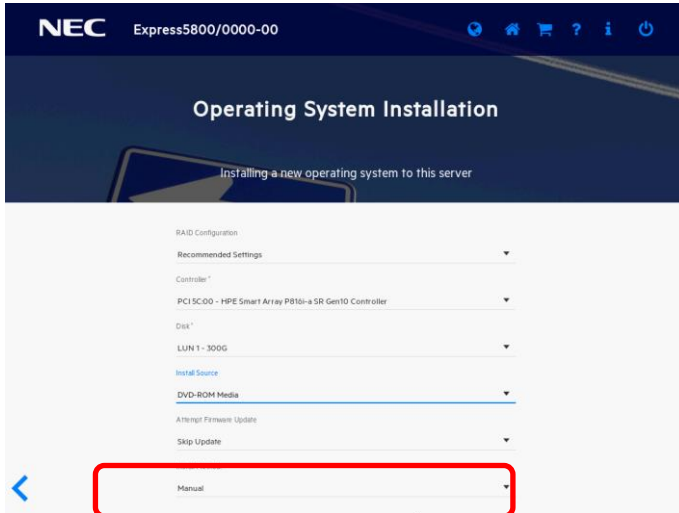 NEC Express5800/0000-00
Operating System Installation
Installing a new operating system to this server
RAID Configuration
Recommended Settings
Controller*
PCI 5C:00 - HPE Smart Array P816i-a SR Gen10 Controller
Disk*
LUN 1 - 300G
Install Source
DVD-ROM Media
Attempt Firmware Update
Skip Update
Manual